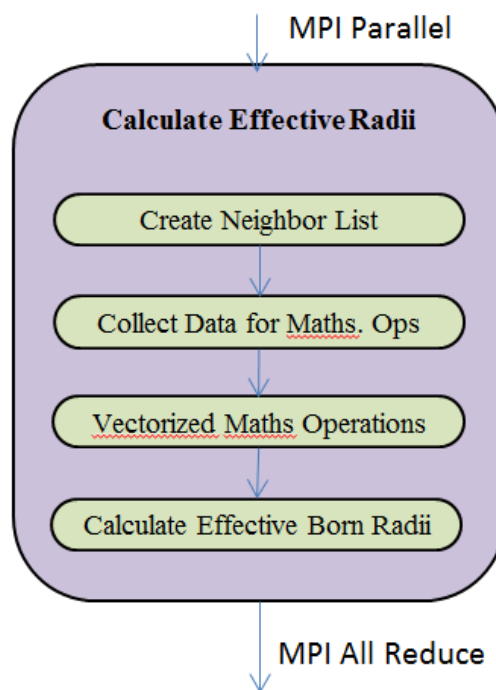 MPI Parallel
Calculate Effective Radii
Create Neighbor List
Collect Data for Maths. Ops
Vectorized Maths Operations
Calculate Effective Born Radii
MPI All Reduce